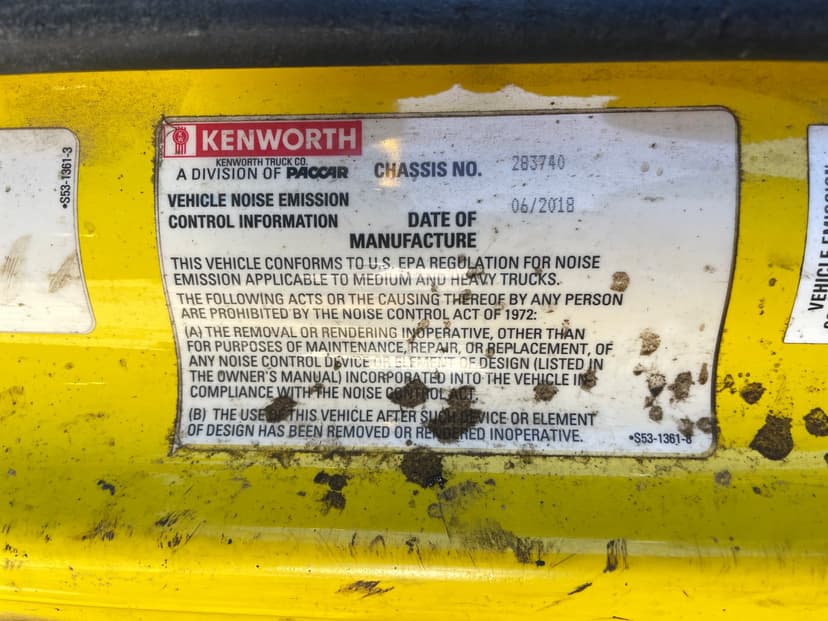 •S53-1361-3
KENWORTH
KENWORTH TRUCK CO.
A DIVISION OF PACCAR
CHASSIS NO. 283740
VEHICLE NOISE EMISSION
CONTROL INFORMATION
DATE OF
MANUFACTURE
06/2018
THIS VEHICLE CONFORMS TO U.S. EPA REGULATION FOR NOISE
EMISSION APPLICABLE TO MEDIUM AND HEAVY TRUCKS.
THE FOLLOWING ACTS OR THE CAUSING THEREOF BY ANY PERSON
ARE PROHIBITED BY THE NOISE CONTROL ACT OF 1972:
(A) THE REMOVAL OR RENDERING INOPERATIVE, OTHER THAN
FOR PURPOSES OF MAINTENANCE, REPAIR, OR REPLACEMENT, OF
ANY NOISE CONTROL DEVICE OR ELEMENT OF DESIGN (LISTED IN
THE OWNER'S MANUAL) INCORPORATED INTO THE VEHICLE IN
COMPLIANCE WITH THE NOISE CONTROL ACT.
(B) THE USE OF THIS VEHICLE AFTER SUCH DEVICE OR ELEMENT
OF DESIGN HAS BEEN REMOVED OR RENDERED INOPERATIVE.
•S53-1361-8
VEHICLE EMISSION